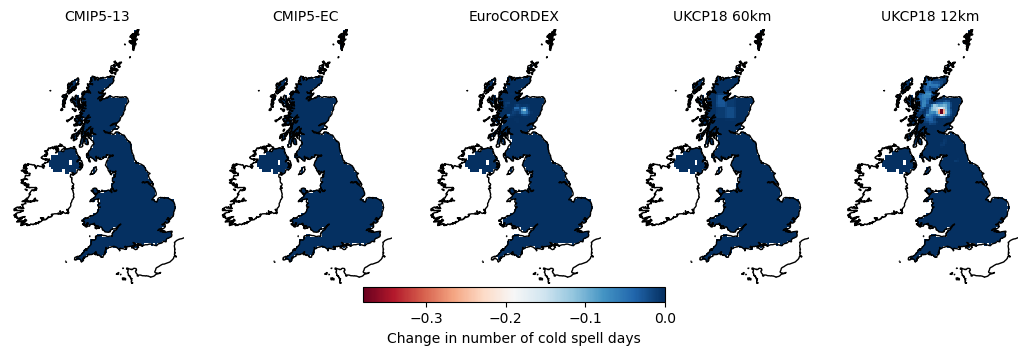 CMIP5-13 CMIP5-EC EuroCORDEX UKCP18 60km UKCP18 12km
−0.3 −0.2 −0.1 0.0
Change in number of cold spell days